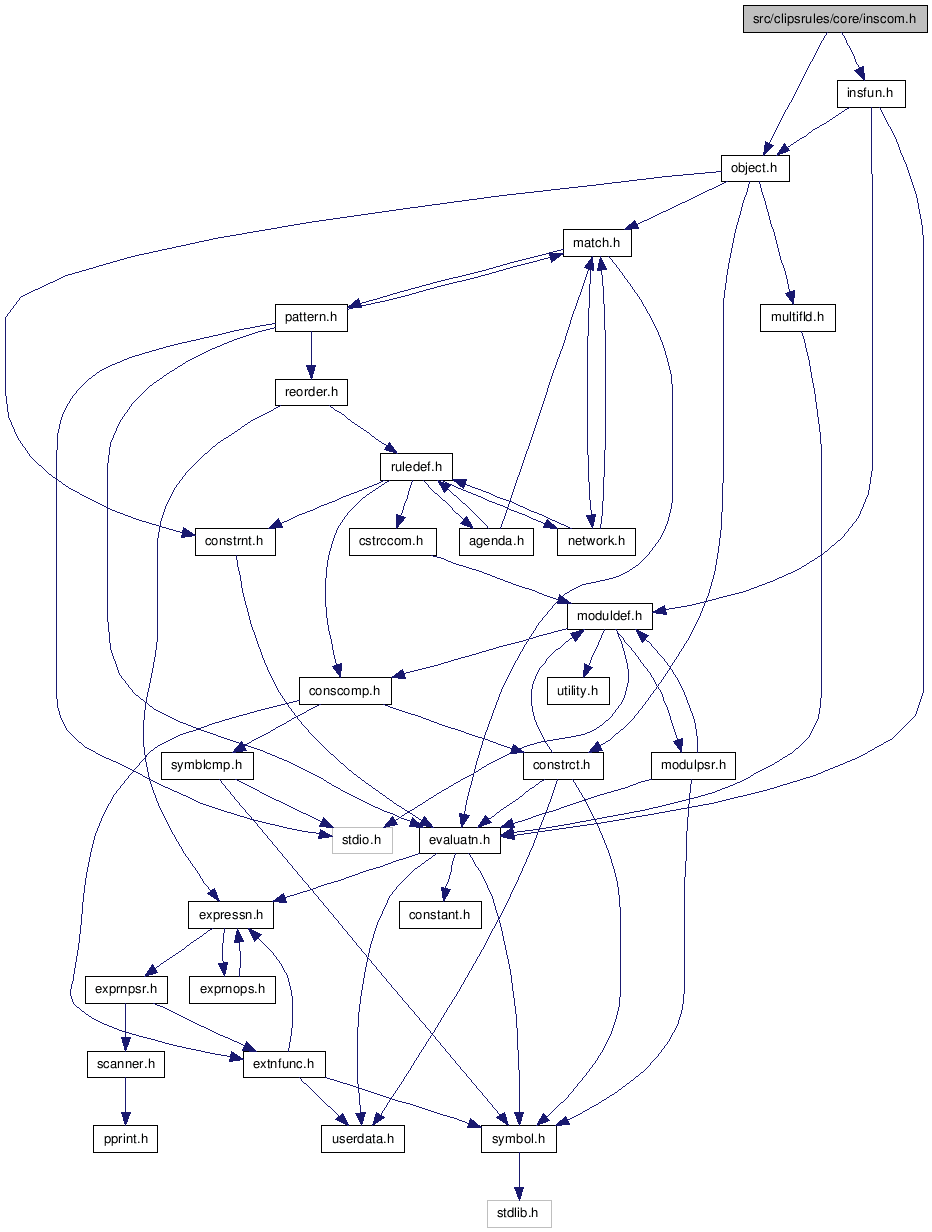 src/clipsrules/core/inscom.h
insfun.h
object.h
match.h
pattern.h
multifld.h
reorder.h
ruledef.h
constrnt.h
cstrccom.h
agenda.h
network.h
moduldef.h
conscomp.h
utility.h
symblcmp.h
constrct.h
modulpsr.h
stdio.h
evaluatn.h
expressn.h
constant.h
exprnpsr.h
exprnops.h
scanner.h
extnfunc.h
pprint.h
userdata.h
symbol.h
stdlib.h